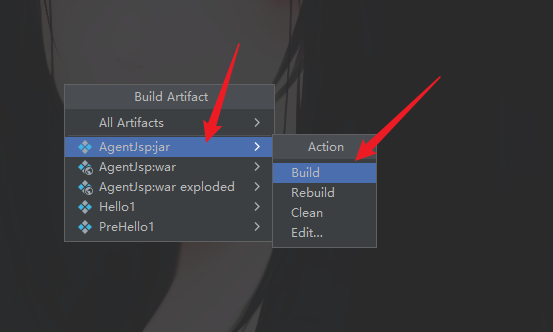 Build Artifact
All Artifacts
AgentJsp:jar
AgentJsp:war
AgentJsp:war exploded
Hello1
PreHello1
Action
Build
Rebuild
Clean
Edit...